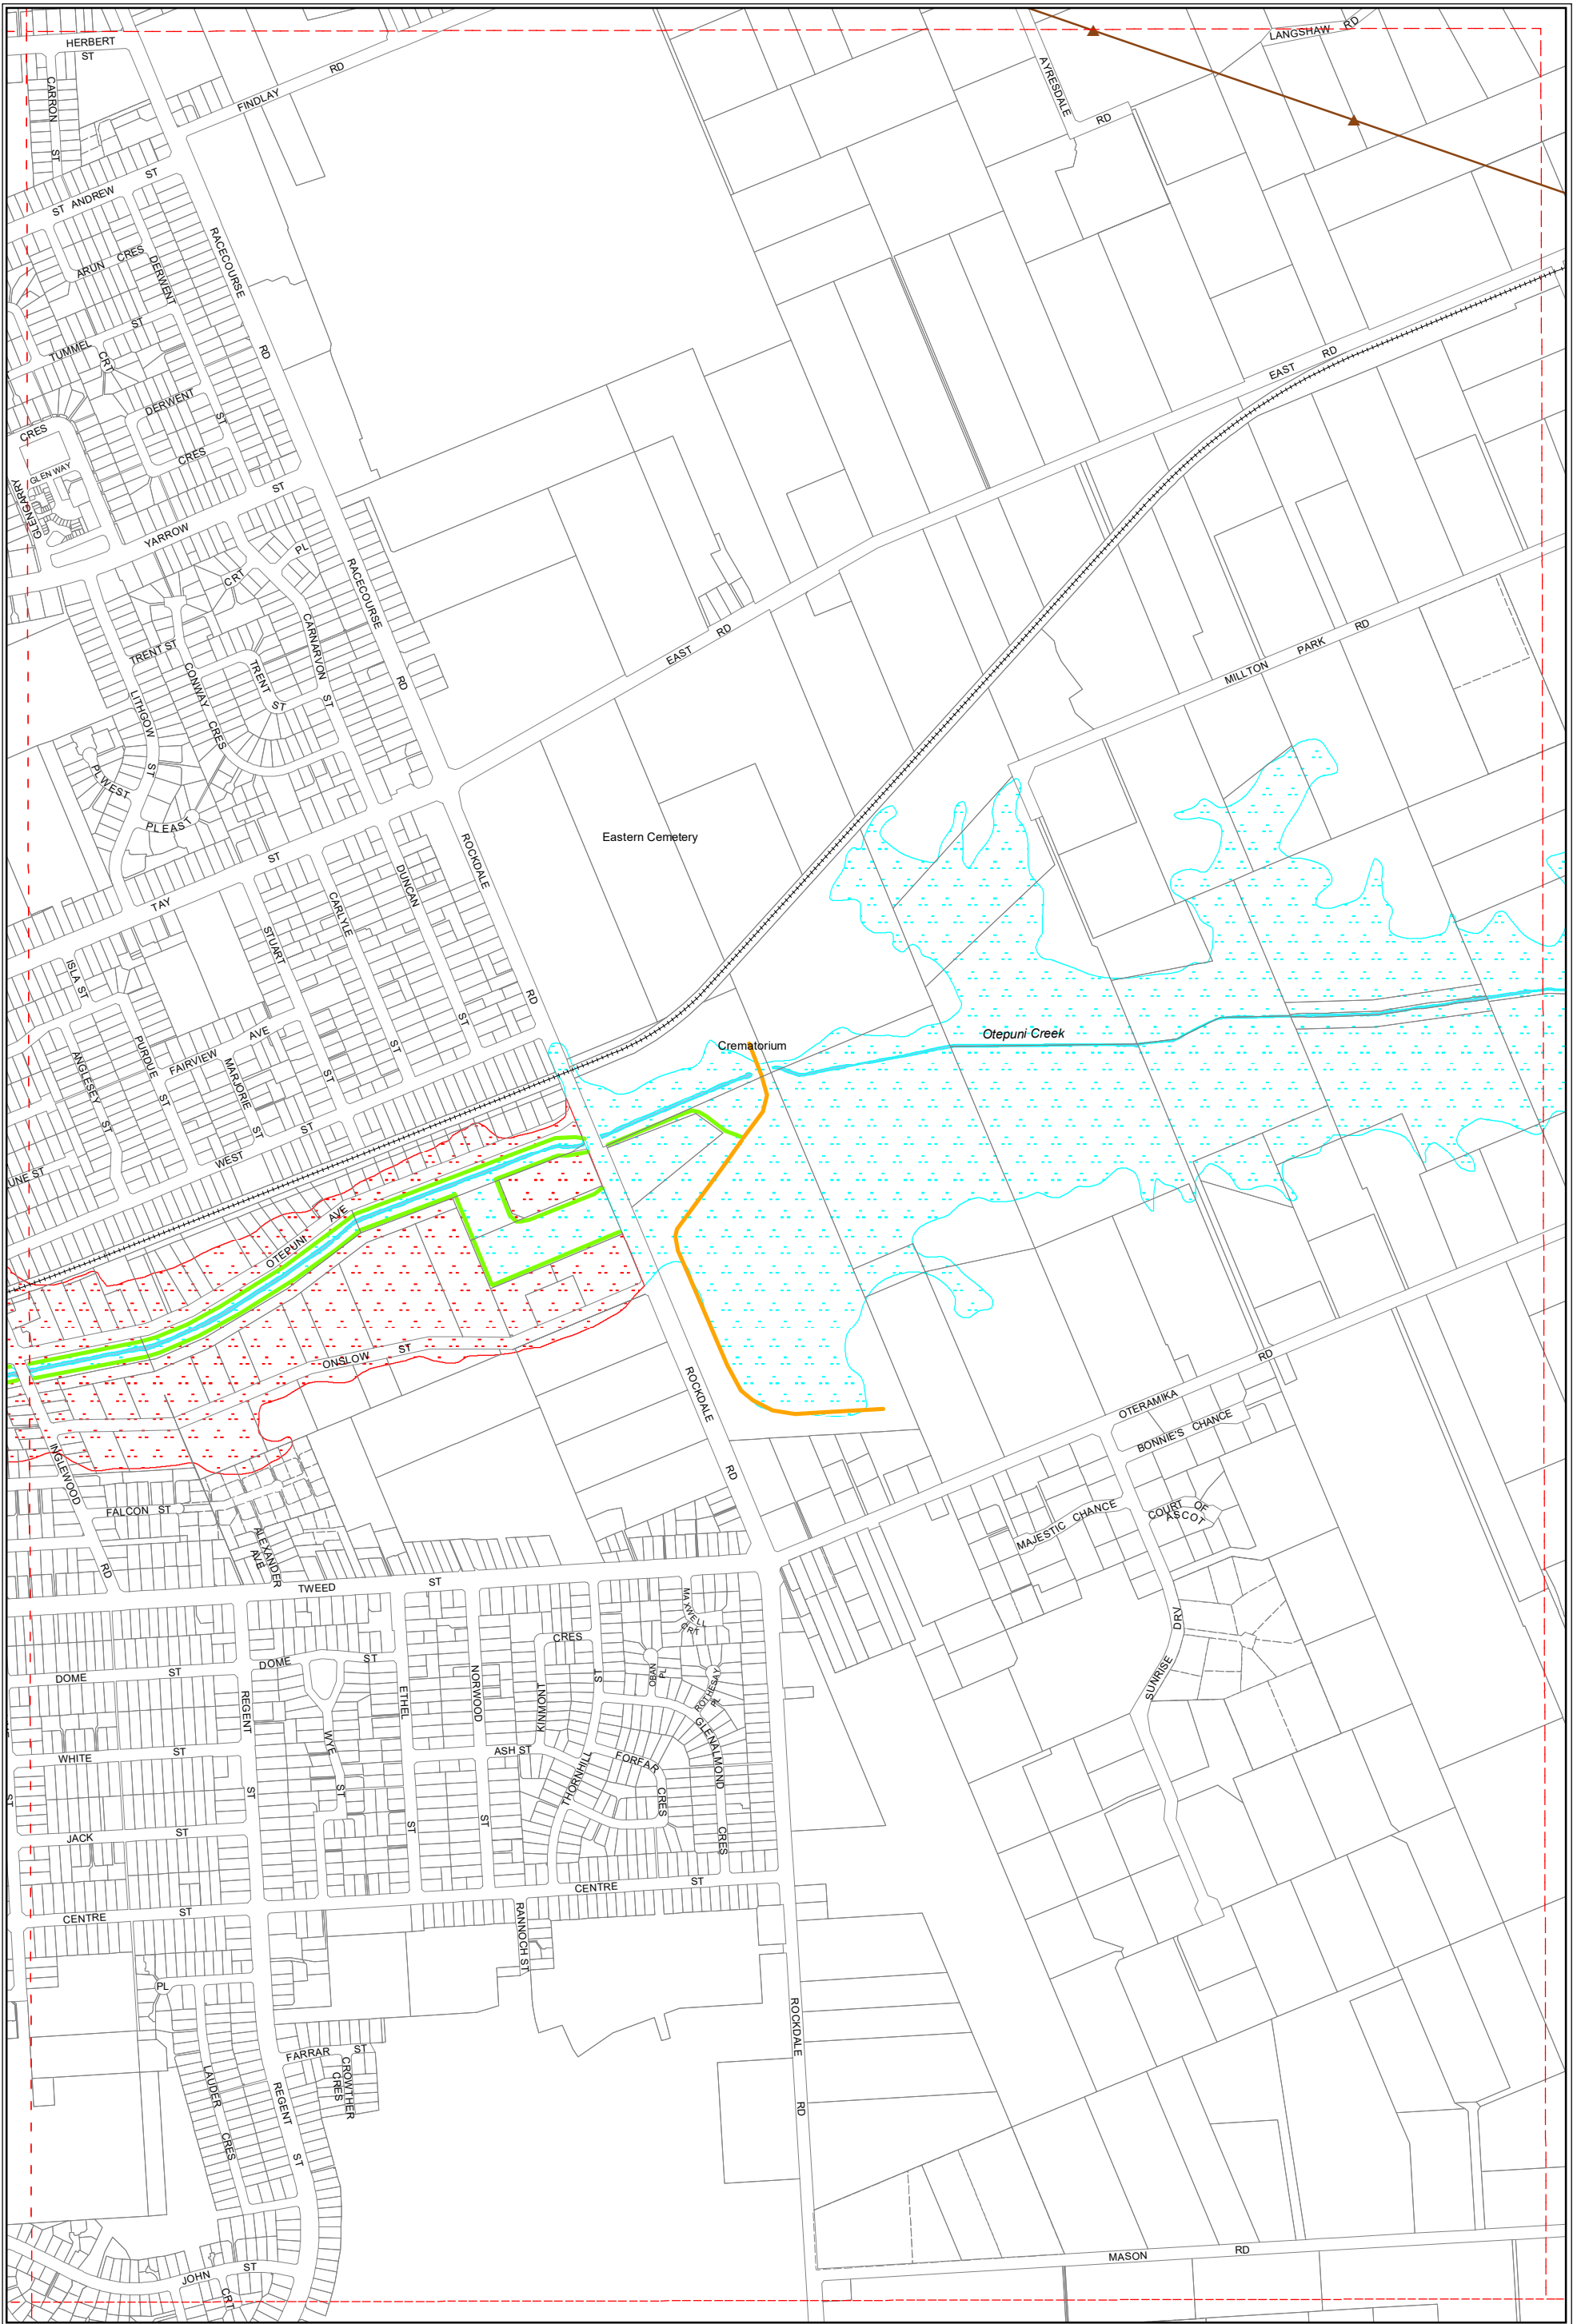 HERBERT
ST
CARRON
ST
FINDLAY
RD
AYRESDALE
RD
LANGSHAW
RD
ST ANDREW
ST
ARUN
CRES
DERWENT
ST
RACECOURSE
RD
TUMMEL
ST
CRT
DERWENT
CRES
CRES
GLEN WAY
GLENGARRY
YARROW
ST
EAST
RD
PL
CRT
RACECOURSE
RD
CARNARVON
ST
TRENT ST
CONWAY
CRES
TRENT
ST
LITHGOW
ST
EAST
RD
MILLTON
PARK
RD
PL WEST
PL EAST
TAY
ST
Eastern Cemetery
ROCKDALE
RD
DUNCAN
ST
CARLYLE
ST
STUART
ST
ISLA ST
ANGLESEY
ST
PURDUE
ST
FAIRVIEW
AVE
MARJORIE
ST
WEST
ST
UNE ST
Crematorium
Otepuni Creek
OTEPUNI
AVE
ONSLOW
ST
ROCKDALE
RD
OTERAMIKA
RD
BONNIE'S
CHANCE
MAJESTIC
CHANCE
COURT
OF
ASCOT
INGLEWOOD
RD
FALCON
ST
ALEXANDER
AVE
TWEED
ST
MAXWELL
CRT
CRES
KINMONT
OBAN
PL
ROTHESAY
PL
SUNRISE
DRV
DOME
ST
REGENT
ST
DOME
ST
WYE
ST
ETHEL
ST
NORWOOD
ST
THORNHILL
ST
GLENALMOND
CRES
FORFAR
CRES
ASH ST
WHITE
ST
ST
JACK
ST
CENTRE
ST
CENTRE
ST
RANNOCH ST
PL
LAUDER
CRES
REGENT
ST
FARRAR
ST
CROWTHER
CRES
ROCKDALE
RD
MASON
RD
JOHN
ST
CRT